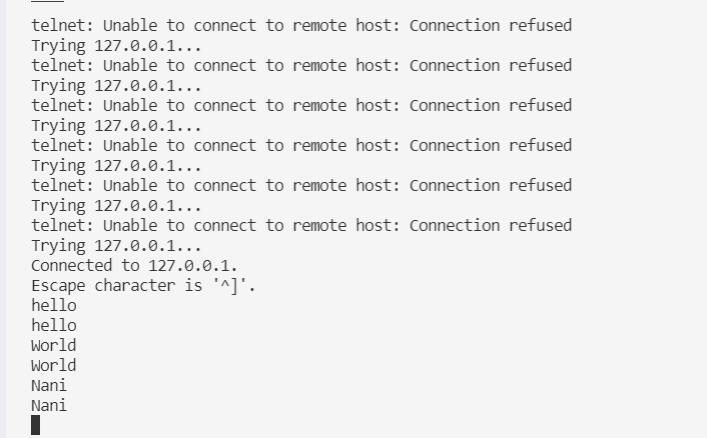 telnet: Unable to connect to remote host: Connection refused
Trying 127.0.0.1...
telnet: Unable to connect to remote host: Connection refused
Trying 127.0.0.1...
telnet: Unable to connect to remote host: Connection refused
Trying 127.0.0.1...
telnet: Unable to connect to remote host: Connection refused
Trying 127.0.0.1...
telnet: Unable to connect to remote host: Connection refused
Trying 127.0.0.1...
telnet: Unable to connect to remote host: Connection refused
Trying 127.0.0.1...
Connected to 127.0.0.1.
Escape character is '^]'.
hello
hello
World
World
Nani
Nani